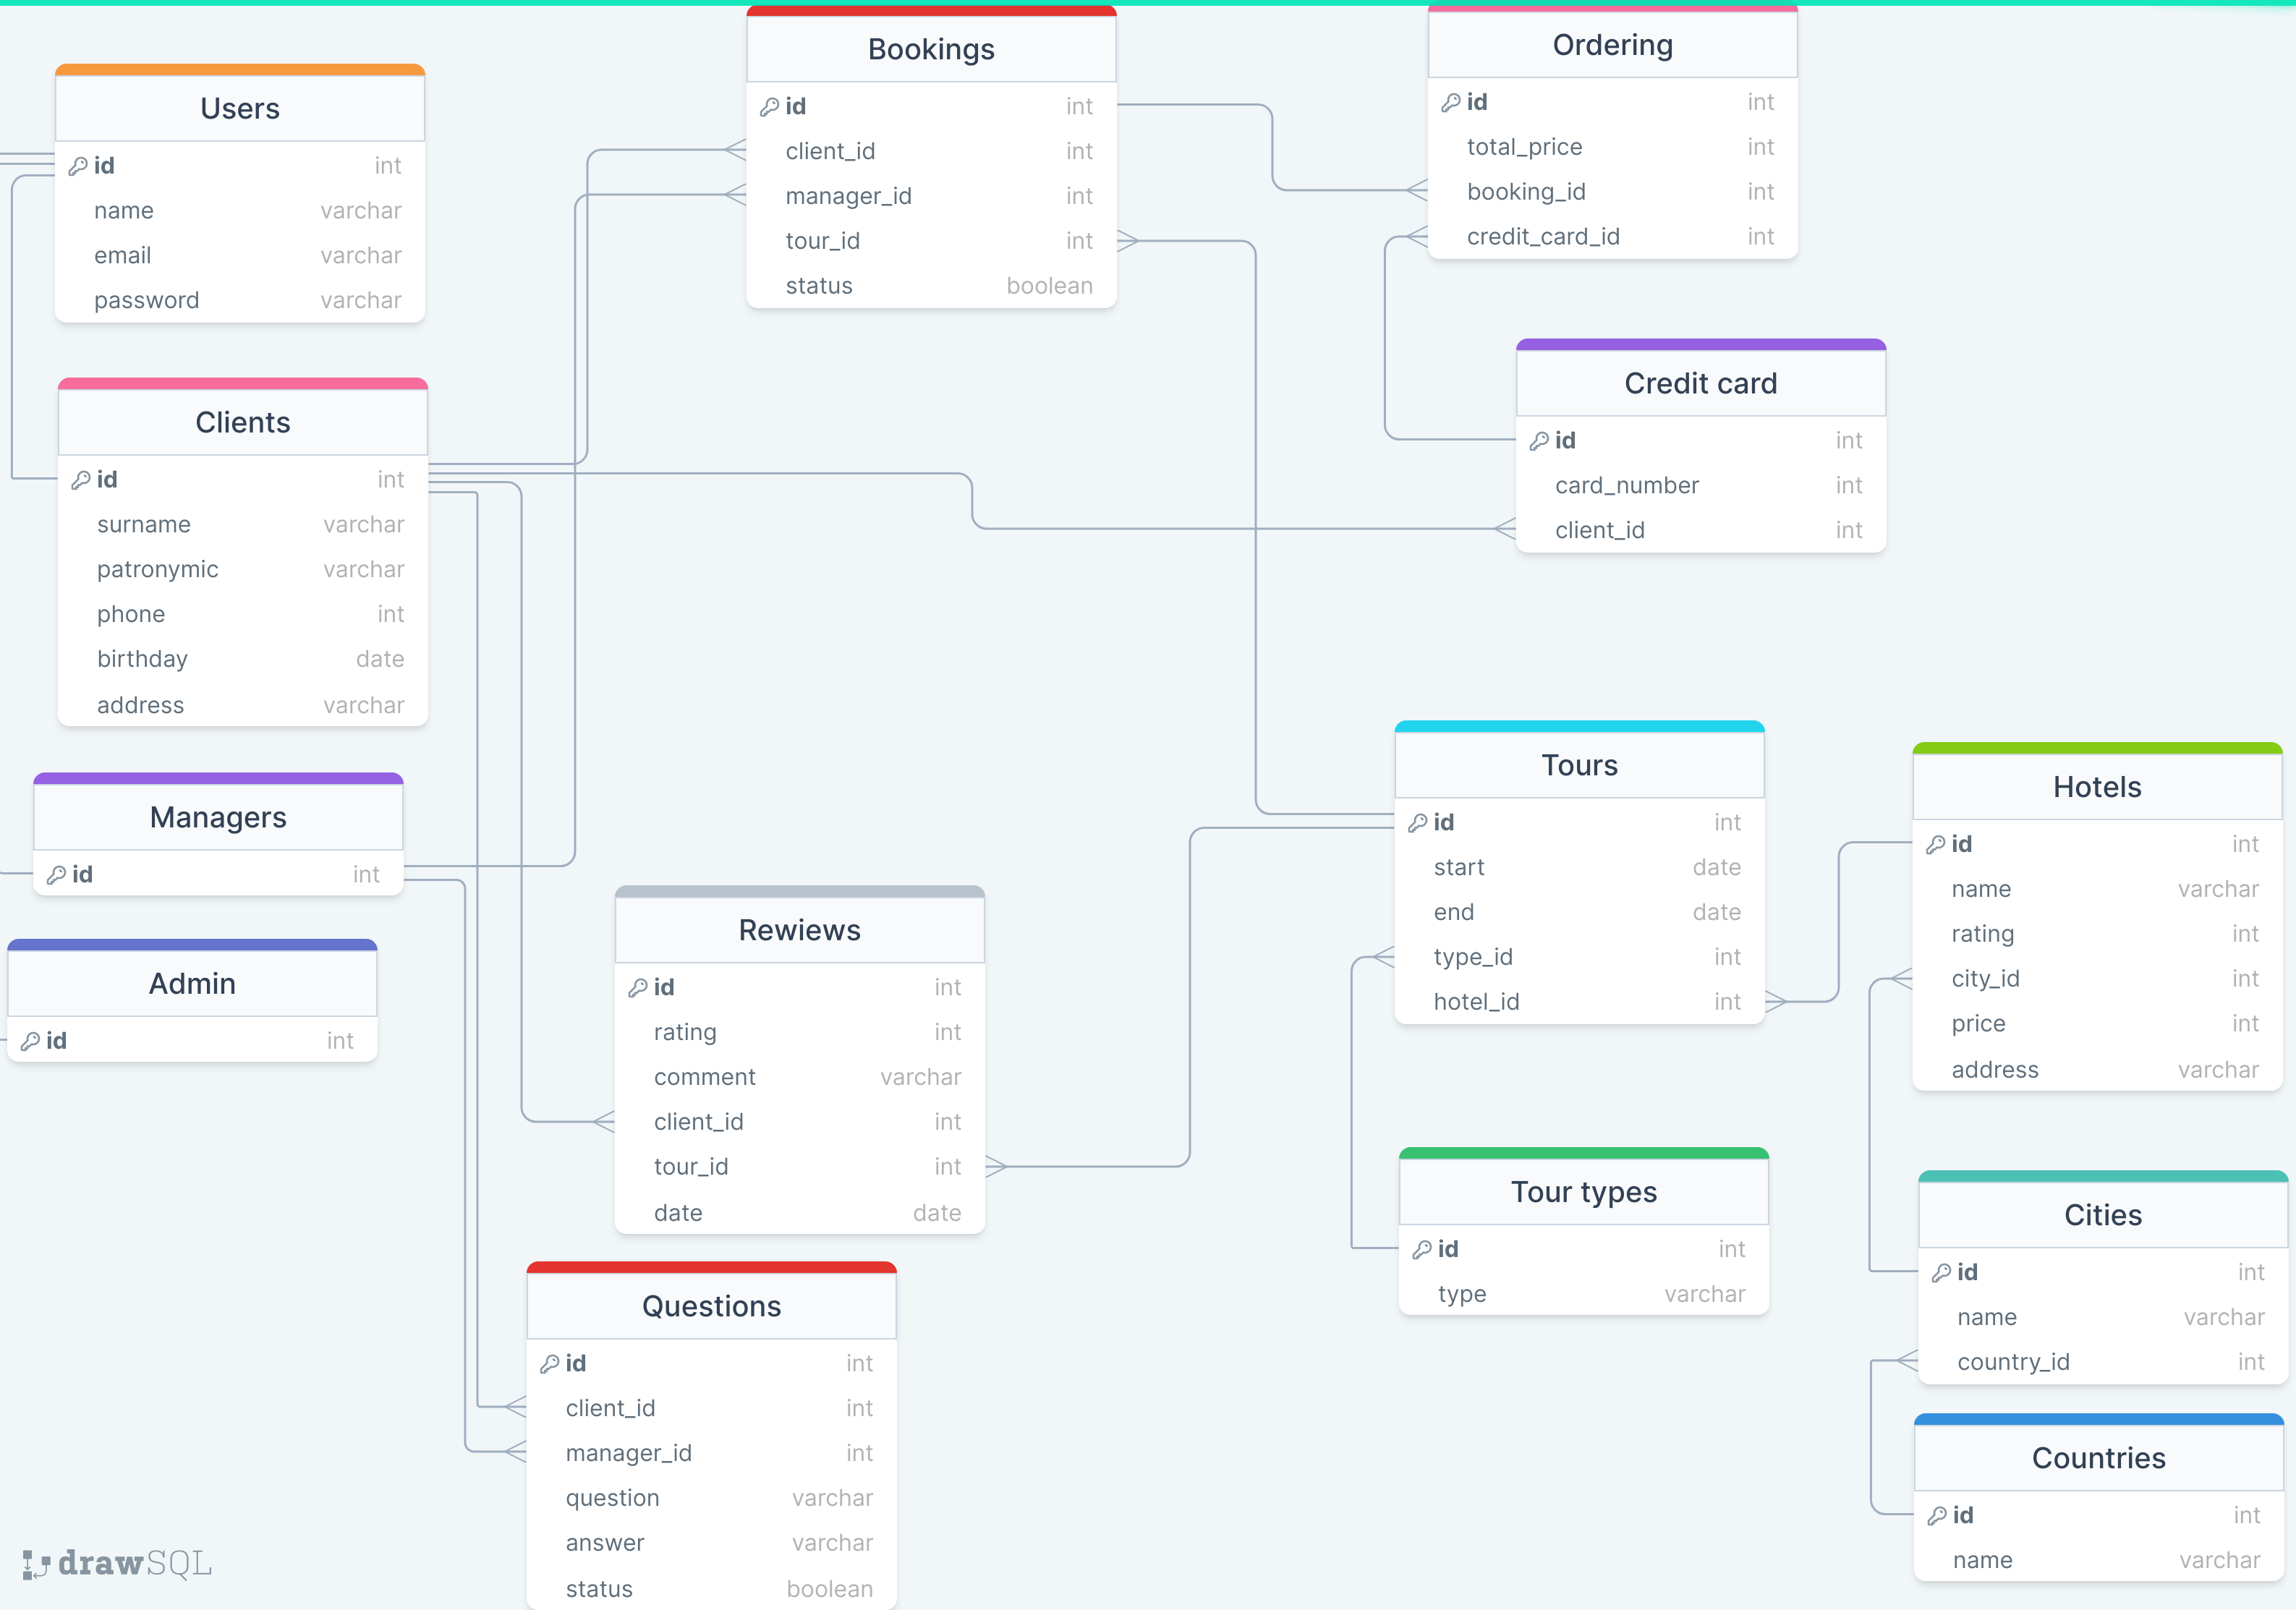 Users
id int
name varchar
email varchar
password varchar
Clients
id int
surname varchar
patronymic varchar
phone int
birthday date
address varchar
Managers
id int
Admin
id int
Bookings
id int
client_id int
manager_id int
tour_id int
status boolean
Rewiews
id int
rating int
comment varchar
client_id int
tour_id int
date date
Questions
id int
client_id int
manager_id int
question varchar
answer varchar
status boolean
Ordering
id int
total_price int
booking_id int
credit_card_id int
Credit card
id int
card_number int
client_id int
Tours
id int
start date
end date
type_id int
hotel_id int
Tour types
id int
type varchar
Hotels
id int
name varchar
rating int
city_id int
price int
address varchar
Cities
id int
name varchar
country_id int
Countries
id int
name varchar
drawSQL